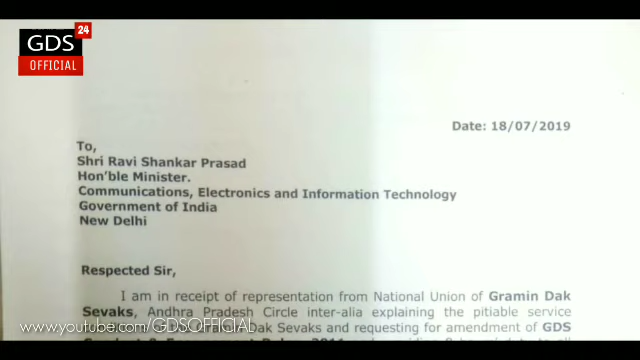 GDS 24
OFFICIAL
Date: 18/07/2019
To,
Shri Ravi Shankar Prasad
Hon'ble Minister.
Communications, Electronics and Information Technology
Government of India
New Delhi
Respected Sir,
I am in receipt of representation from National Union of Gramin Dak
Sevaks, Andhra Pradesh Circle inter-alia explaining the pitiable service
www.youtube.com/GDSOFFICIAL Dak Sevaks and requesting for amendment of GDS